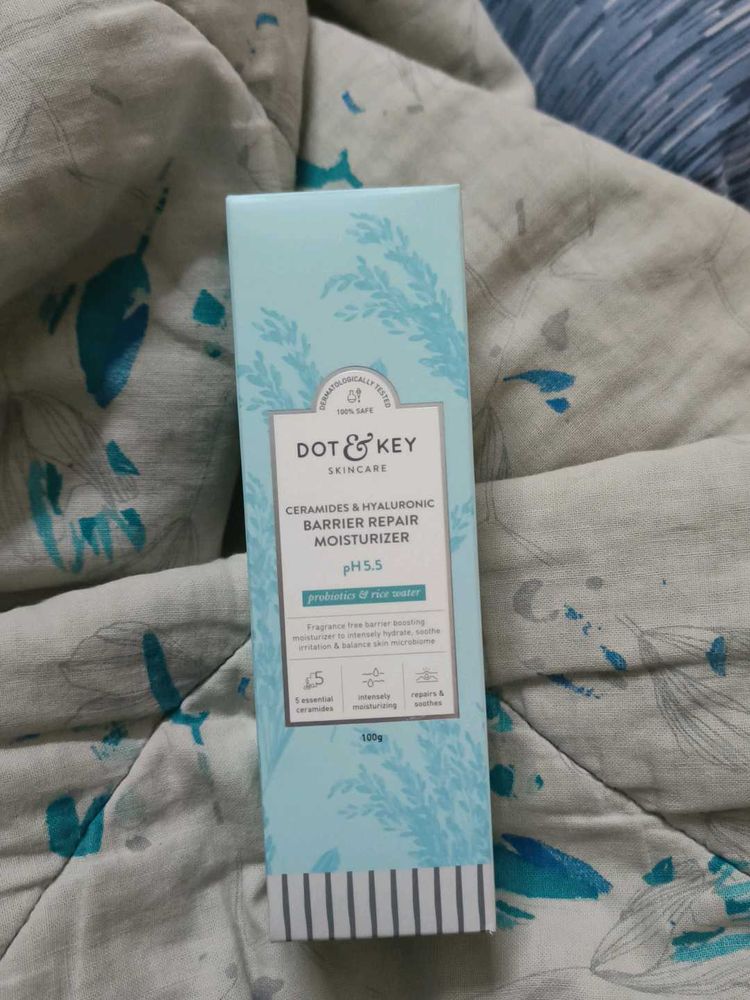 DERMATOLOGICALLY TESTED
100% SAFE
DOT & KEY
SKINCARE
CERAMIDES & HYALURONIC
BARRIER REPAIR
MOISTURIZER
pH 5.5
probiotics & rice water
Fragrance free barrier boosting
moisturizer to intensely hydrate, soothe
irritation & balance skin microbiome
5
5 essential
ceramides
intensely
moisturizing
repairs &
soothes
100g